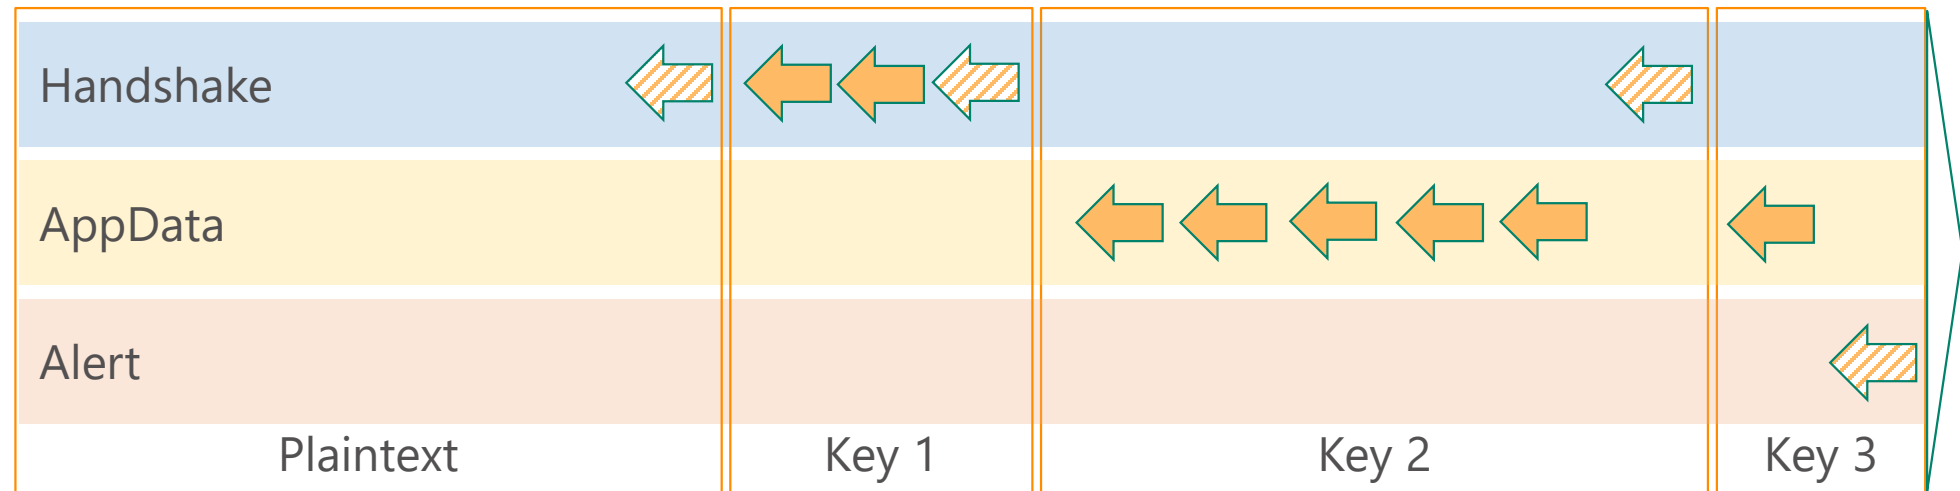 Handshake
AppData
Alert
Plaintext
Key 1
Key 2
Key 3